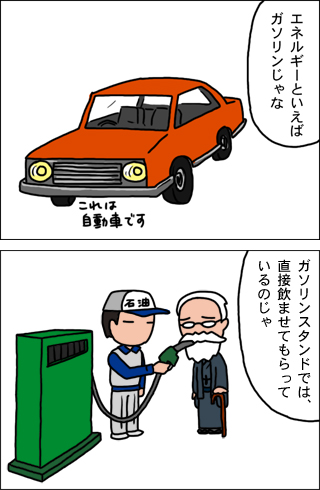 エネルギーといえば
ガソリンじゃな
これは
自動車です
ガソリンスタンドでは、
直接飲ませてもらって
いるのじゃ
石油